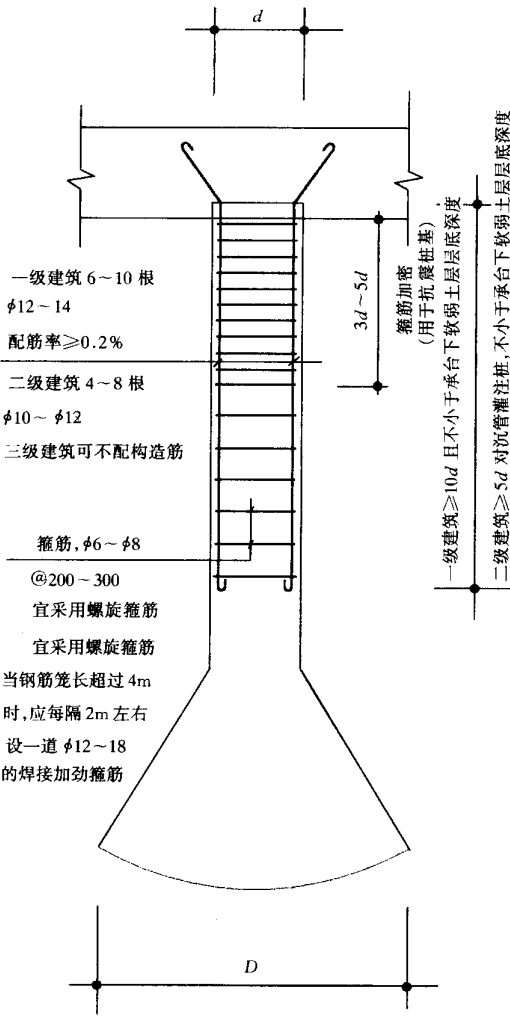 d
一级建筑 6～10 根
ϕ12～14
配筋率≥0.2%
二级建筑 4～8 根
ϕ10～ϕ12
三级建筑可不配构造筋
箍筋,ϕ6～ϕ8
@200～300
宜采用螺旋箍筋
宜采用螺旋箍筋
当钢筋笼长超过 4m
时,应每隔 2m 左右
设一道 ϕ12～18
的焊接加劲箍筋
3d～5d
箍筋加密
(用于抗震桩基)
一级建筑≥10d 且不小于承台下软弱土层层底深度
二级建筑≥5d 对沉管灌注桩,不小于承台下软弱土层层底深度
D